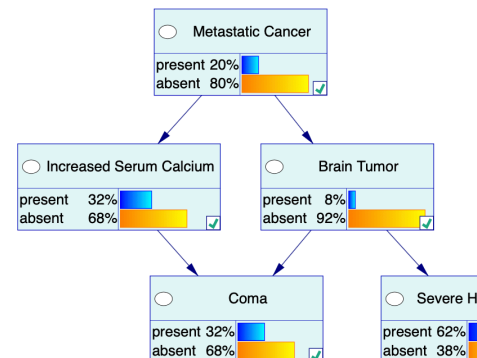 Metastatic Cancer
present 20%
absent 80%
Increased Serum Calcium
present 32%
absent 68%
Brain Tumor
present 8%
absent 92%
Coma
present 32%
absent 68%
Severe H
present 62%
absent 38%